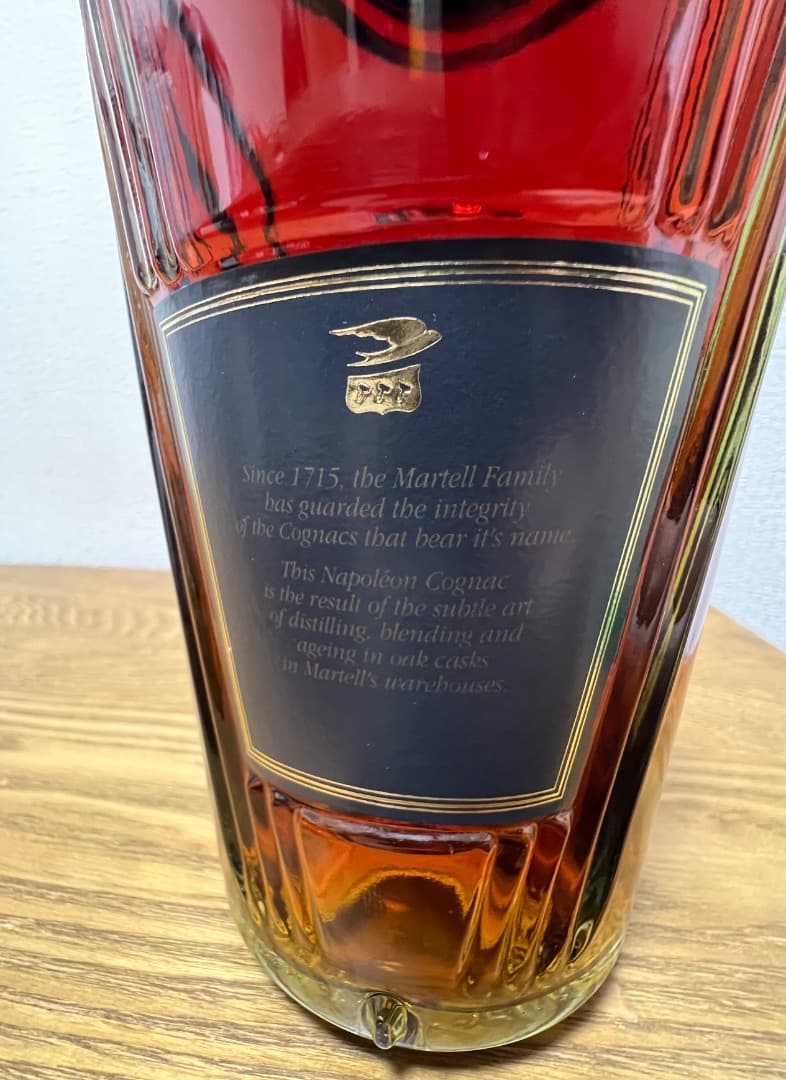 Since 1715, the Martell Family
has guarded the integrity
of the Cognacs that bear it's name.
This Napoléon Cognac
is the result of the subtle art
of distilling, blending and
ageing in oak casks
in Martell's warehouses.